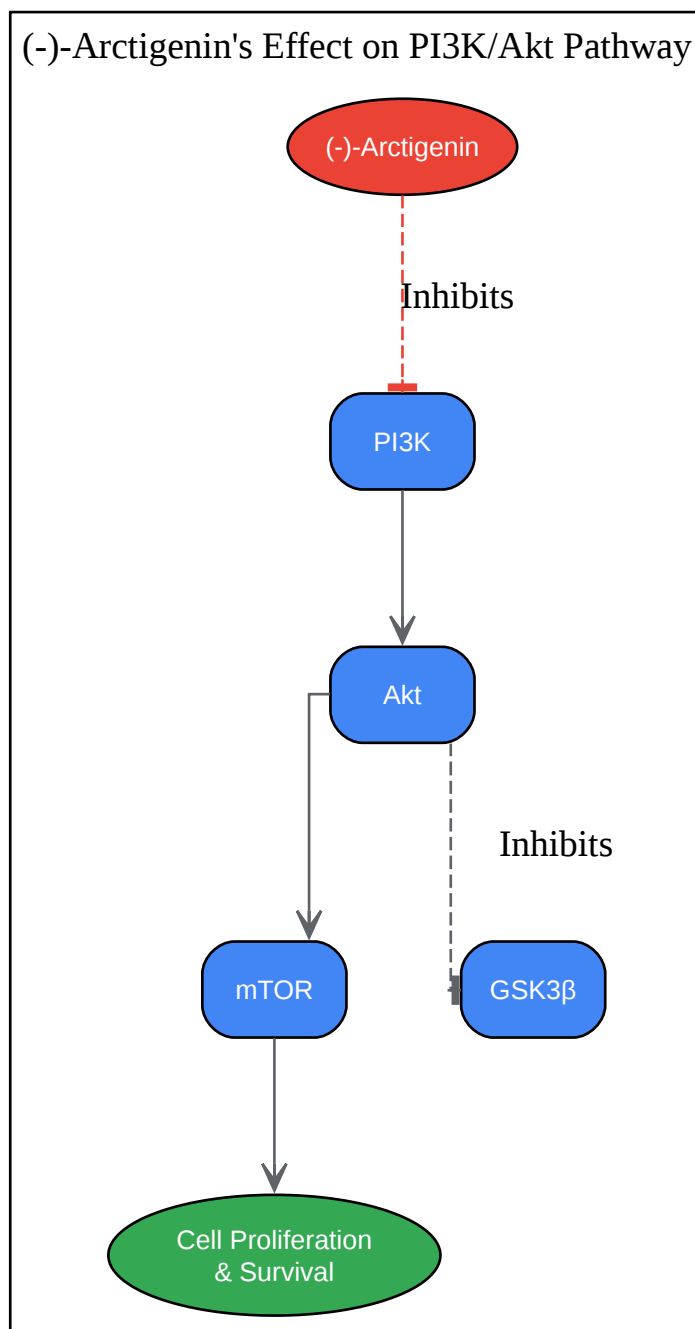 (-)-Arctigenin's Effect on PI3K/Akt Pathway
(-)-Arctigenin
Inhibits
PI3K
Akt
Inhibits
mTOR
GSK3β
Cell Proliferation
& Survival